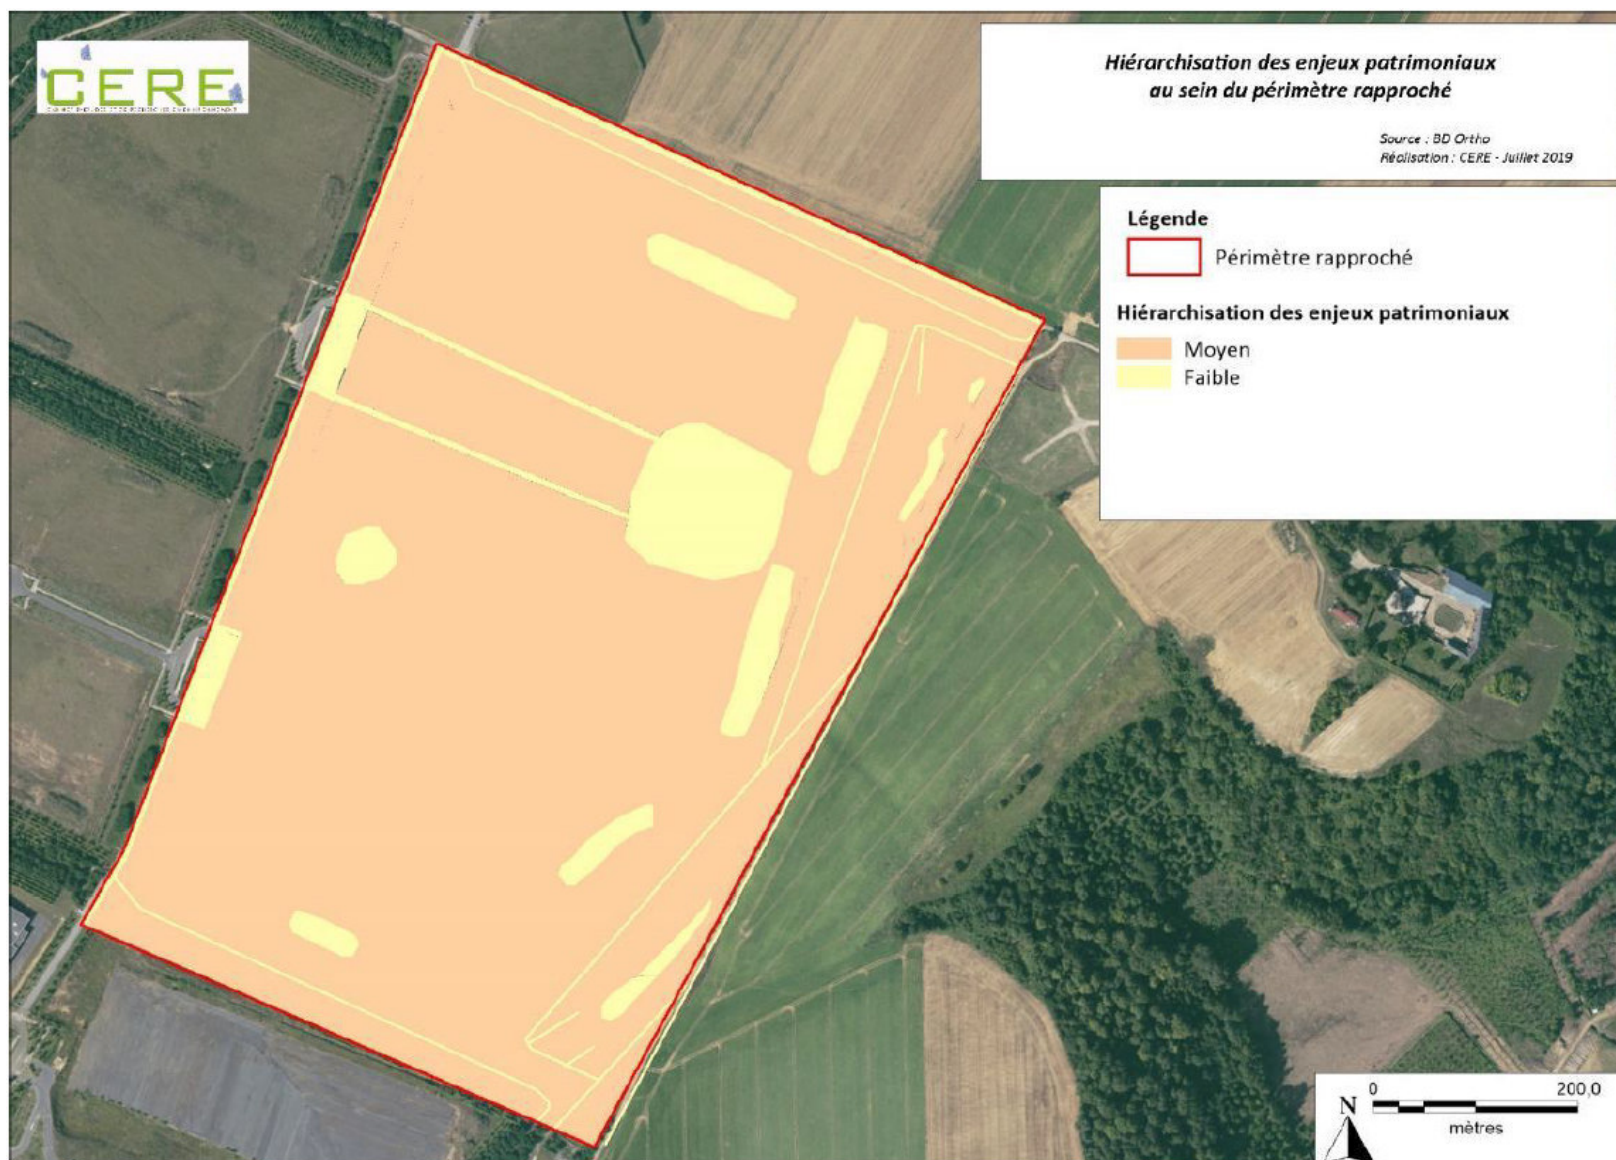 CERE
Hiérarchisation des enjeux patrimoniaux
au sein du périmètre rapproché
Source : BD Ortho
Réalisation : CERE - Juillet 2019
Légende
Périmètre rapproché
Hiérarchisation des enjeux patrimoniaux
Moyen
Faible
0 200,0
N
mètres